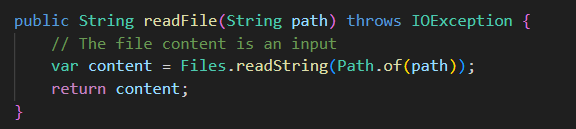 public String readFile(String path) throws IOException {
    // The file content is an input
    var content = Files.readString(Path.of(path));
    return content;
}